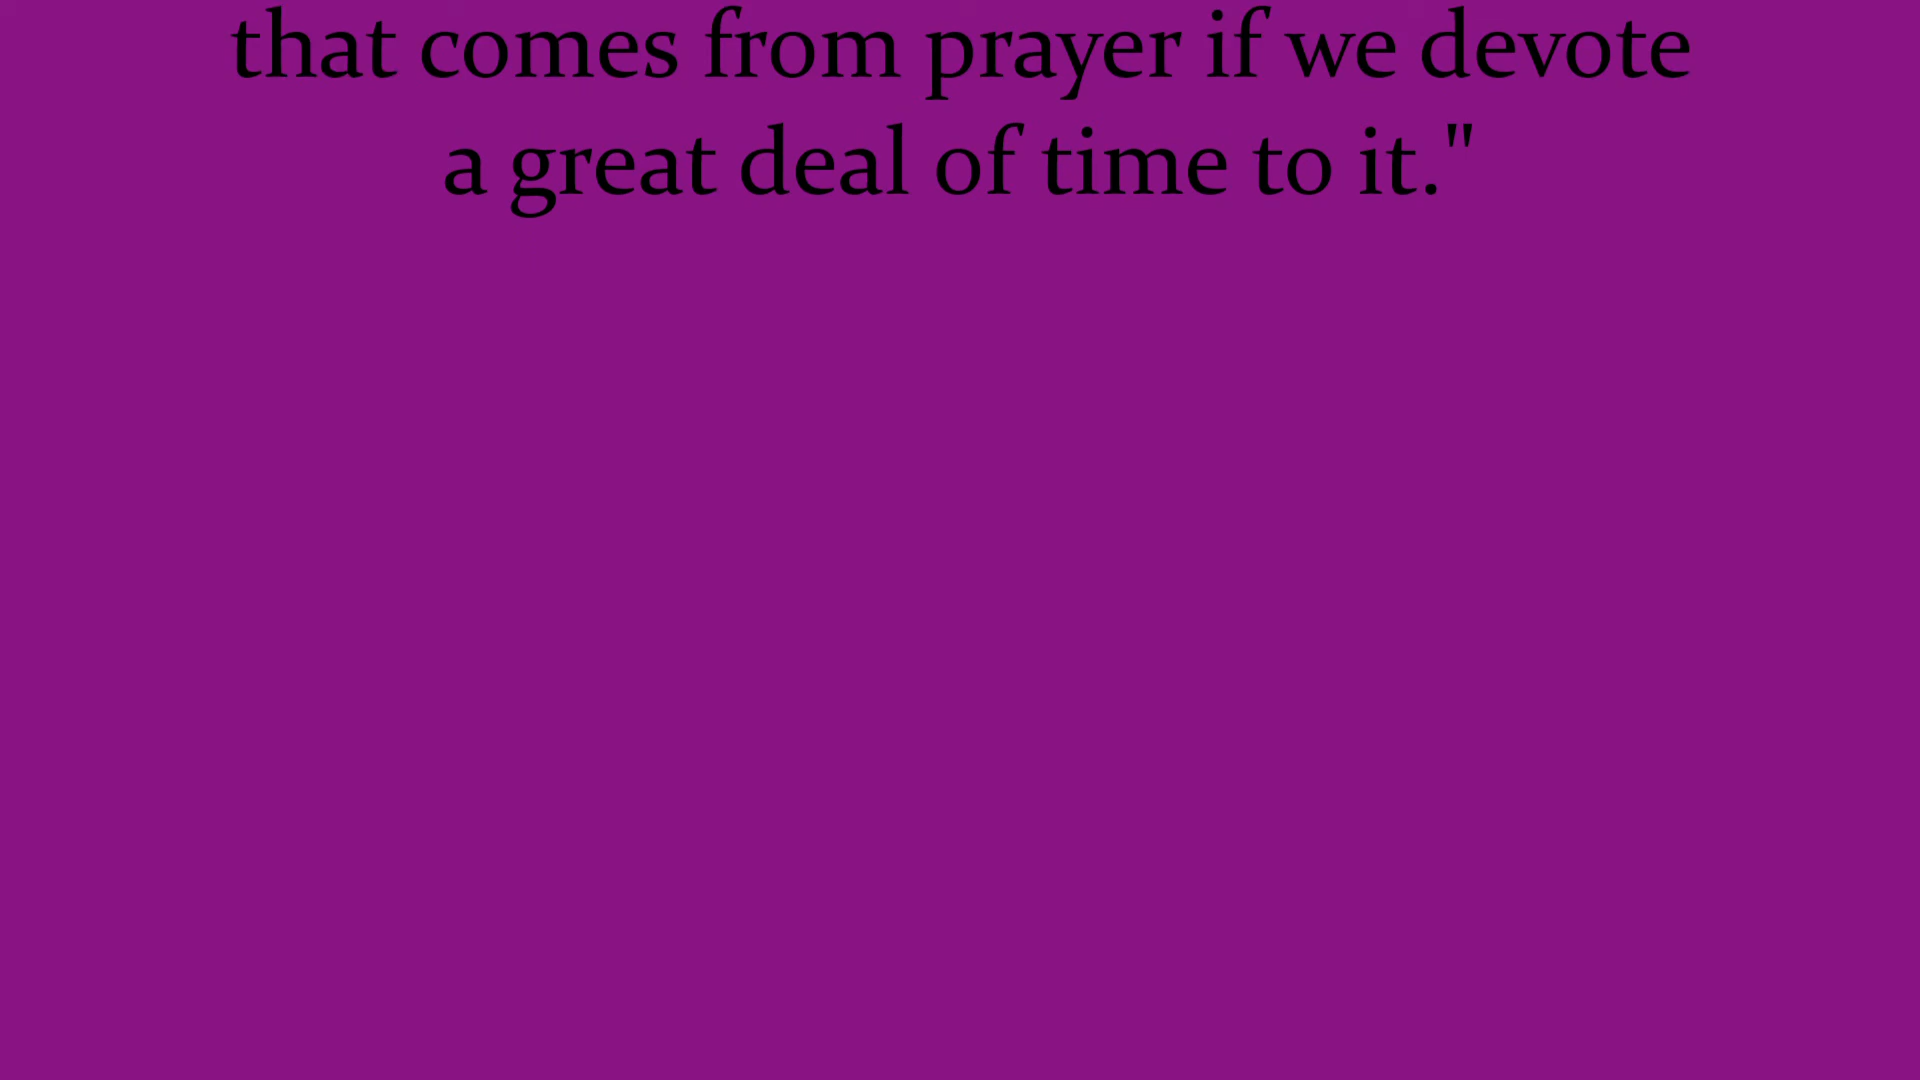 that comes from prayer if we devote
a great deal of time to it."